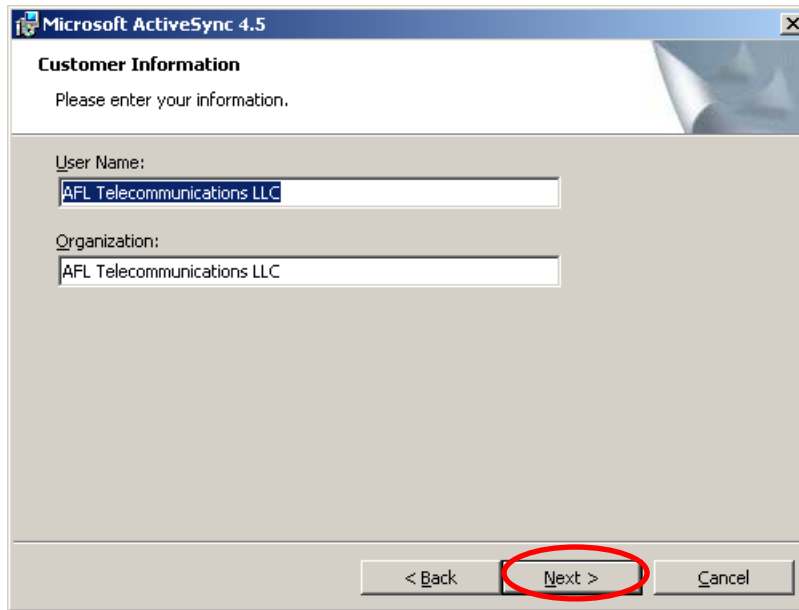 Microsoft ActiveSync 4.5
Customer Information
Please enter your information.
User Name:
AFL Telecommunications LLC
Organization:
AFL Telecommunications LLC
< Back
Next >
Cancel